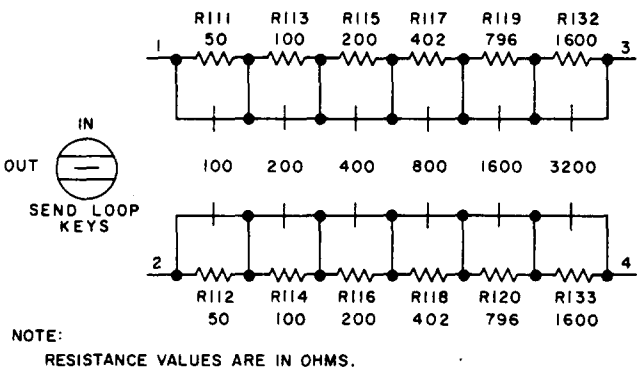 R111 R113 R115 R117 R119 R132
50 100 200 402 796 1600
1 3
IN
OUT 100 200 400 800 1600 3200
SEND LOOP
KEYS
2 4
R112 R114 R116 R118 R120 R133
50 100 200 402 796 1600
NOTE:
RESISTANCE VALUES ARE IN OHMS.